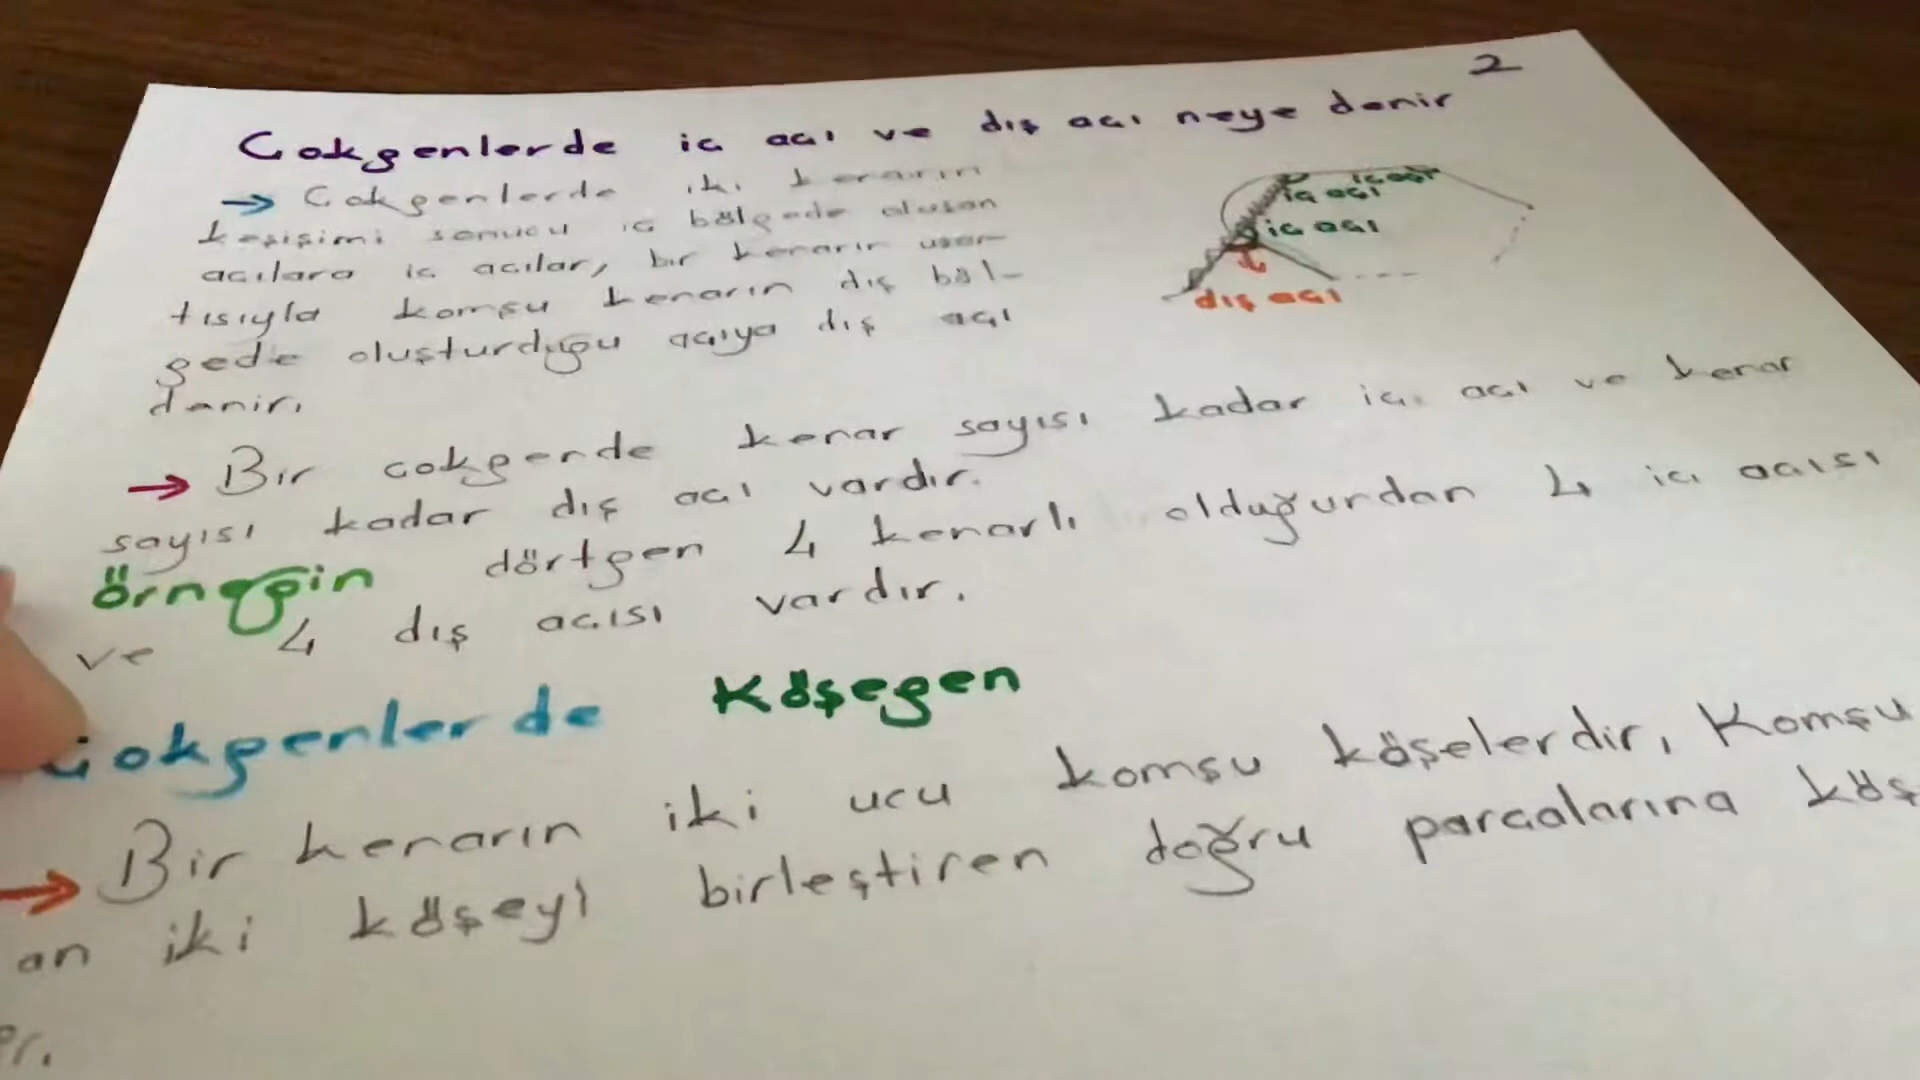 2
Çokgenlerde iç açı ve dış açı neye denir
→ Çokgenlerde iki kenarın
kesişimi sonucu iç bölgede oluşan
açılara iç açılar, bir kenarın uzan-
tısıyla komşu kenarın dış böl-
gede oluşturduğu açıya dış açı
denir.
iç açı
iç açı
iç açı
dış açı
→ Bir çokgende kenar sayısı kadar iç açı ve kenar
sayısı kadar dış açı vardır.
örneğin dörtgen 4 kenarlı olduğundan 4 iç açısı
ve 4 dış açısı vardır.
Çokgenlerde Köşegen
→ Bir kenarın iki ucu komşu köşelerdir, Komşu
an iki köşeyi birleştiren doğru parçalarına köş
er.